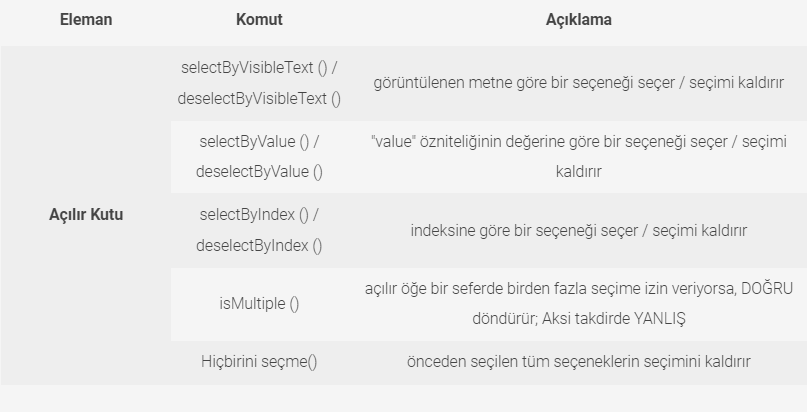 Eleman Komut Açıklama
selectByVisibleText () /
deselectByVisibleText ()
görüntülenen metne göre bir seçeneği seçer / seçimi kaldırır
selectByValue () /
deselectByValue ()
"value" özniteliğinin değerine göre bir seçeneği seçer / seçimi
kaldırır
Açılır Kutu
selectByIndex () /
deselectByIndex ()
indeksine göre bir seçeneği seçer / seçimi kaldırır
isMultiple ()
açılır öğe bir seferde birden fazla seçime izin veriyorsa, DOĞRU
döndürür; Aksi takdirde YANLIŞ
Hiçbirini seçme()
önceden seçilen tüm seçeneklerin seçimini kaldırır